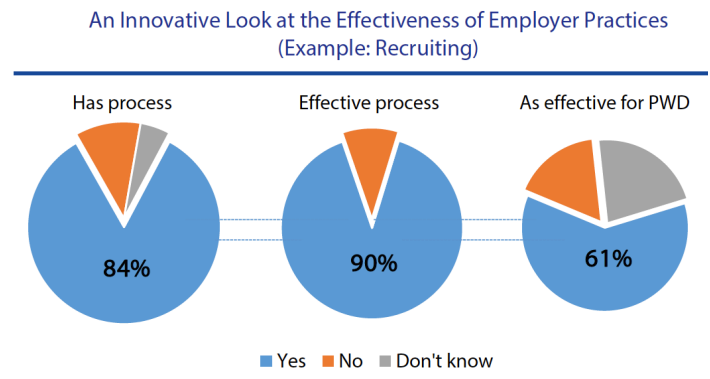 An Innovative Look at the Effectiveness of Employer Practices
(Example: Recruiting)
Has process
Effective process
As effective for PWD
84%
90%
61%
Yes
No
Don't know